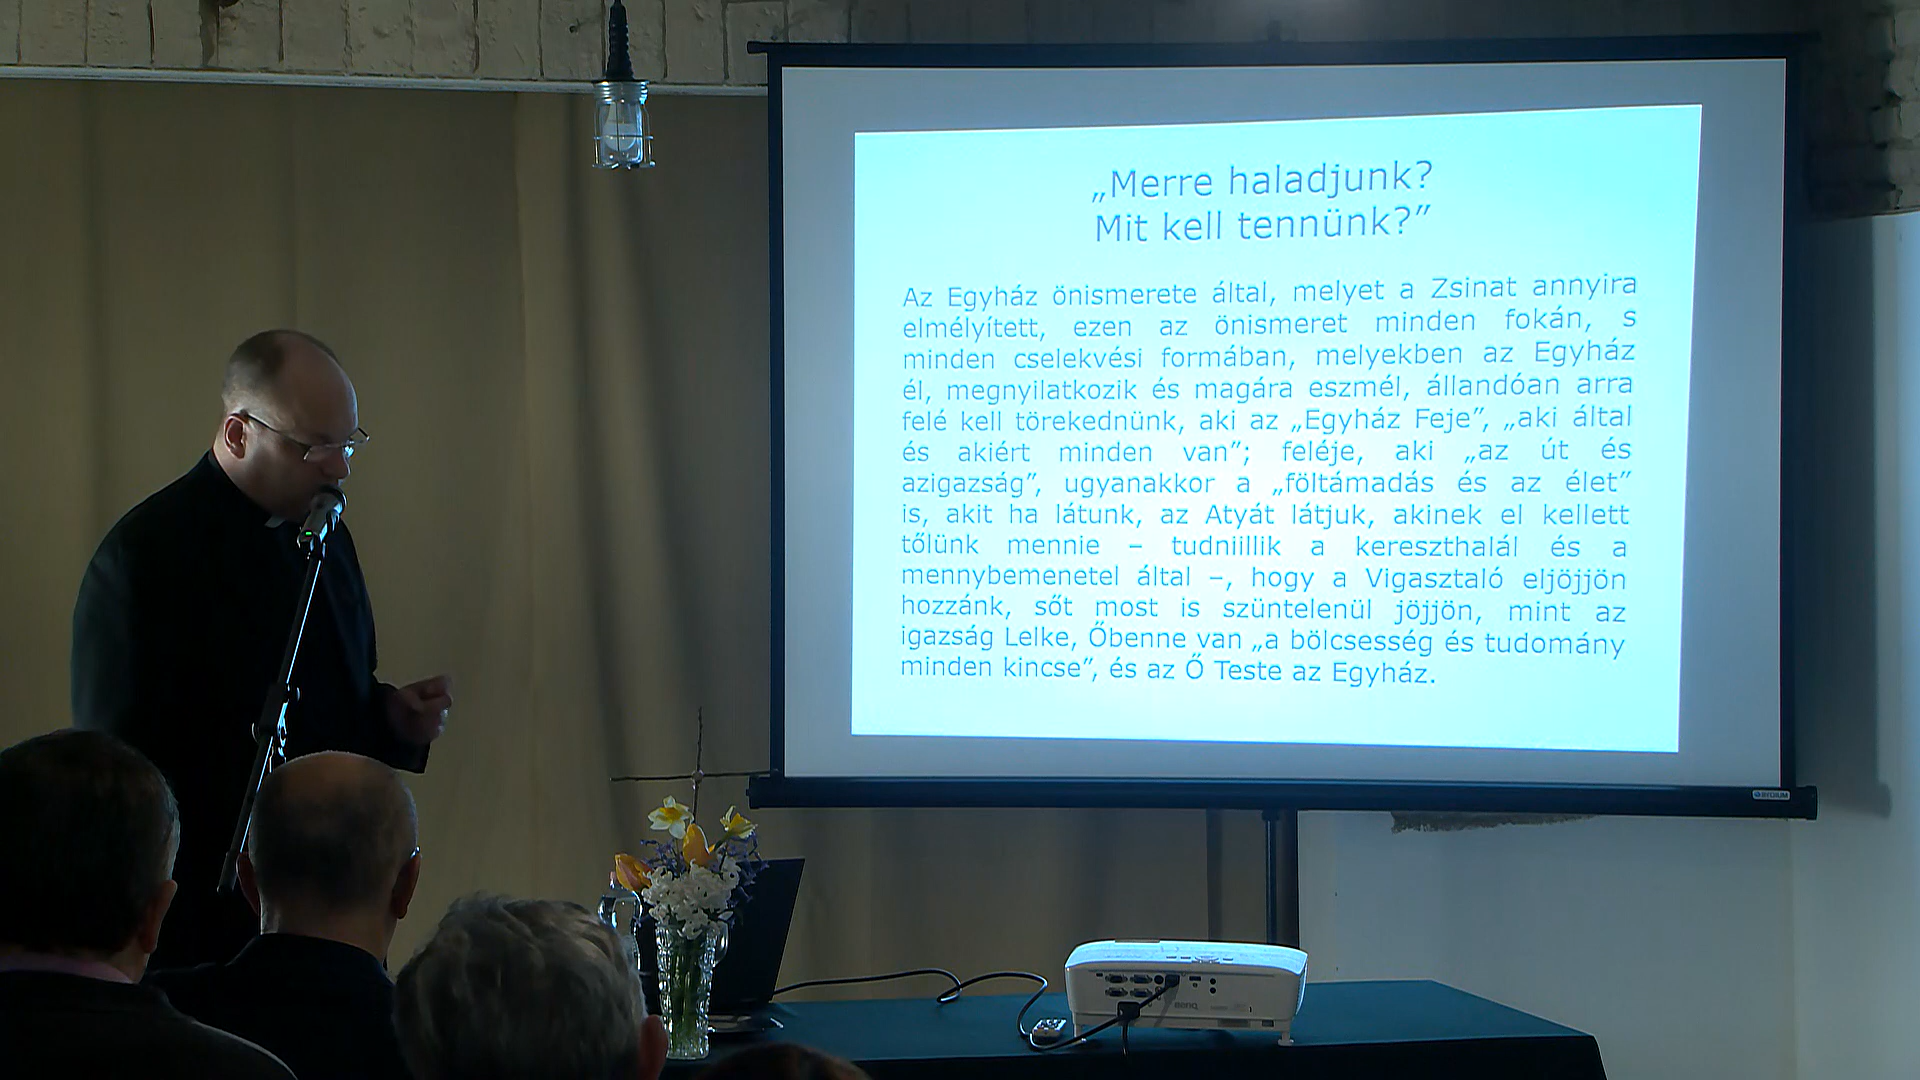 „Merre haladjunk?
Mit kell tennünk?”
Az Egyház önismerete által, melyet a Zsinat annyira
elmélyített, ezen az önismeret minden fokán, s
minden cselekvési formában, melyekben az Egyház
él, megnyilatkozik és magára eszmél, állandóan arra
felé kell törekednünk, aki az „Egyház Feje”, „aki által
és akiért minden van”; feléje, aki „az út és
azigazság”, ugyanakkor a „föltámadás és az élet”
is, akit ha látunk, az Atyát látjuk, akinek el kellett
tőlünk mennie – tudniillik a kereszthalál és a
mennybemenetel által –, hogy a Vigasztaló eljöjjön
hozzánk, sőt most is szüntelenül jöjjön, mint az
igazság Lelke, Őbenne van „a bölcsesség és tudomány
minden kincse”, és az Ő Teste az Egyház.
BenQ